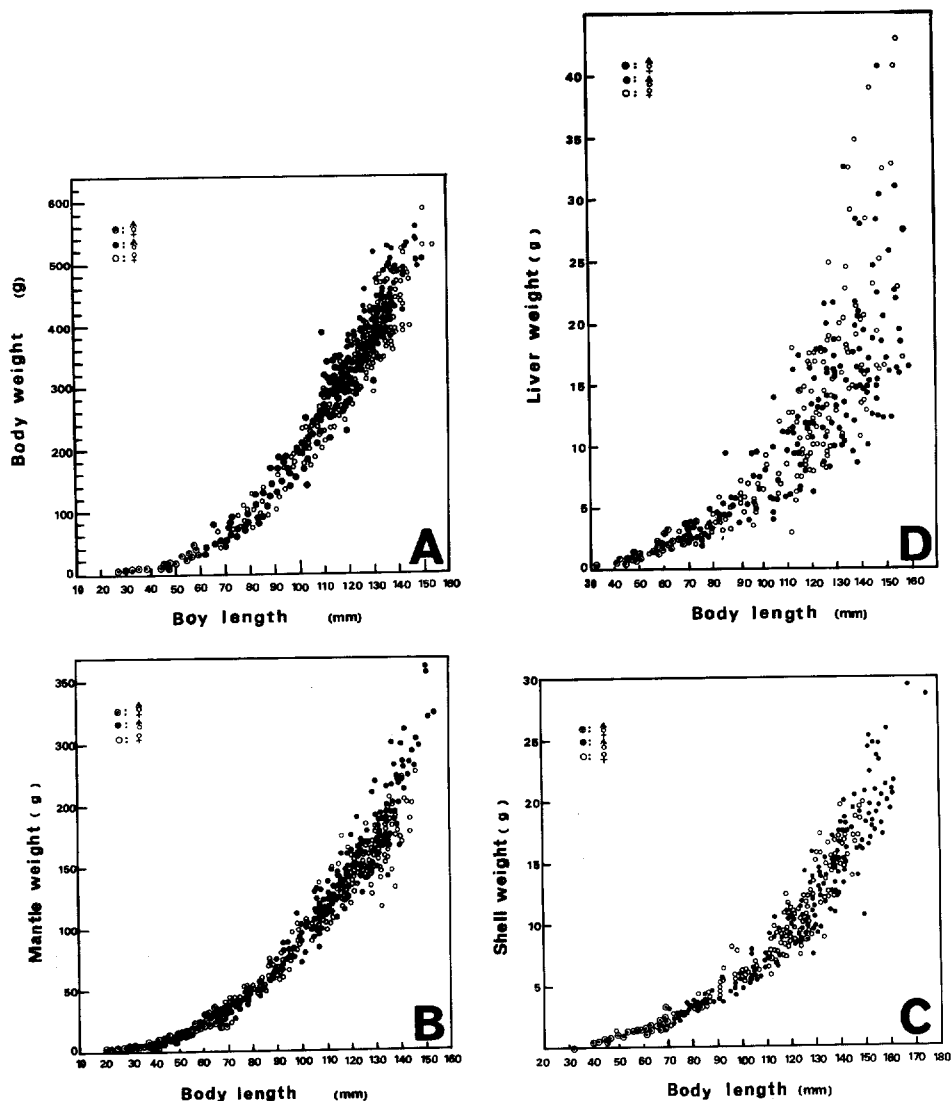 600
500
400
300
200
100
0
Body weight (g)
10 20 30 40 50 60 70 80 90 100 110 120 130 140 150 160
Boy length (mm)
A
40
35
30
25
20
15
10
5
0
Liver weight (g)
30 40 50 60 70 80 90 100 110 120 130 140 150 160
Body length (mm)
D
350
300
250
200
150
100
50
0
Mantle weight (g)
10 20 30 40 50 60 70 80 90 100 110 120 130 140 150 160
Body length (mm)
B
30
25
20
15
10
5
Shell weight (g)
20 30 40 50 60 70 80 90 100 110 120 130 140 150 160 170 180
Body length (mm)
C